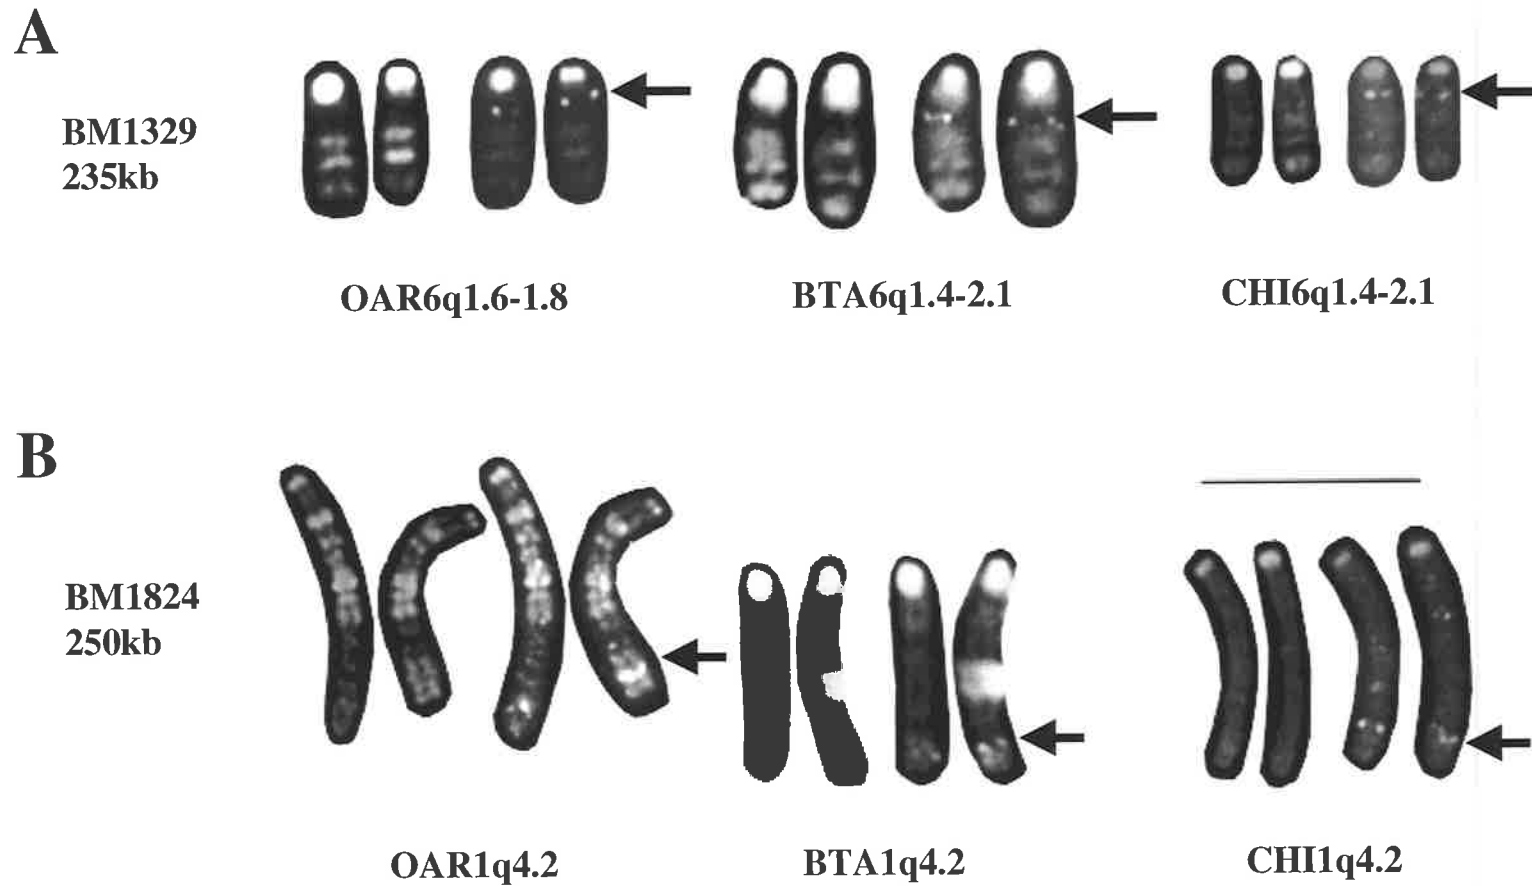 A
BM1329
235kb
OAR6q1.6-1.8
BTA6q1.4-2.1
CHI6q1.4-2.1
B
BM1824
250kb
OAR1q4.2
BTA1q4.2
CHI1q4.2